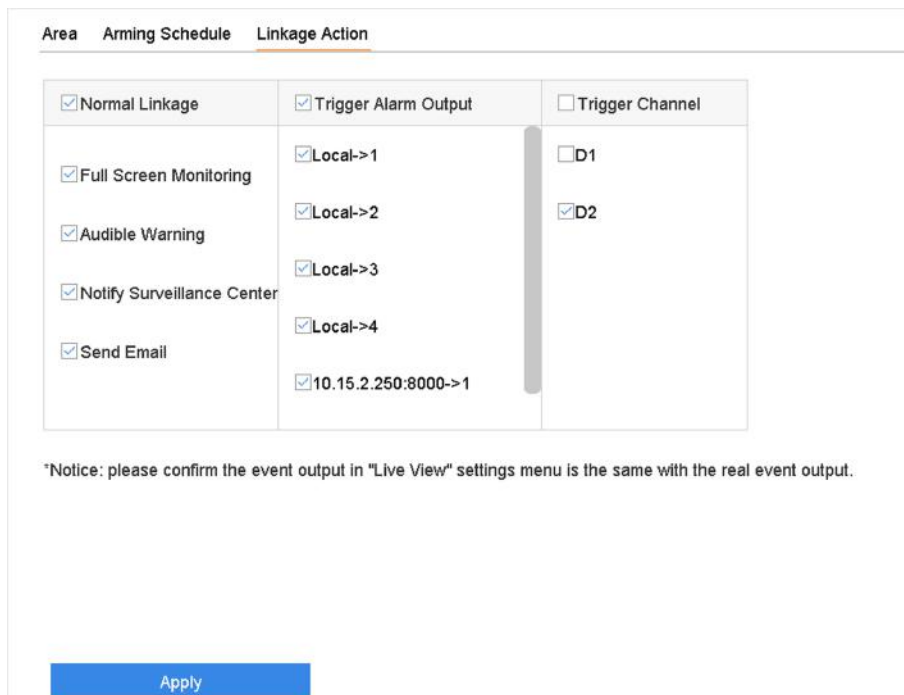 Area Arming Schedule Linkage Action
Normal Linkage Trigger Alarm Output Trigger Channel
Local->1 D1
Full Screen Monitoring
Local->2 D2
Audible Warning
Local->3
Notify Surveillance Center
Local->4
Send Email
10.15.2.250:8000->1
*Notice: please confirm the event output in "Live View" settings menu is the same with the real event output.
Apply